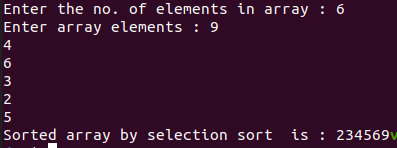 Enter the no. of elements in array : 6
Enter array elements : 9
4
6
3
2
5
Sorted array by selection sort  is : 234569v